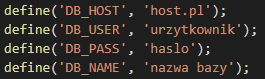 define('DB_HOST', 'host.pl');
define('DB_USER', 'urzytkownik');
define('DB_PASS', 'haslo');
define('DB_NAME', 'nazwa bazy');